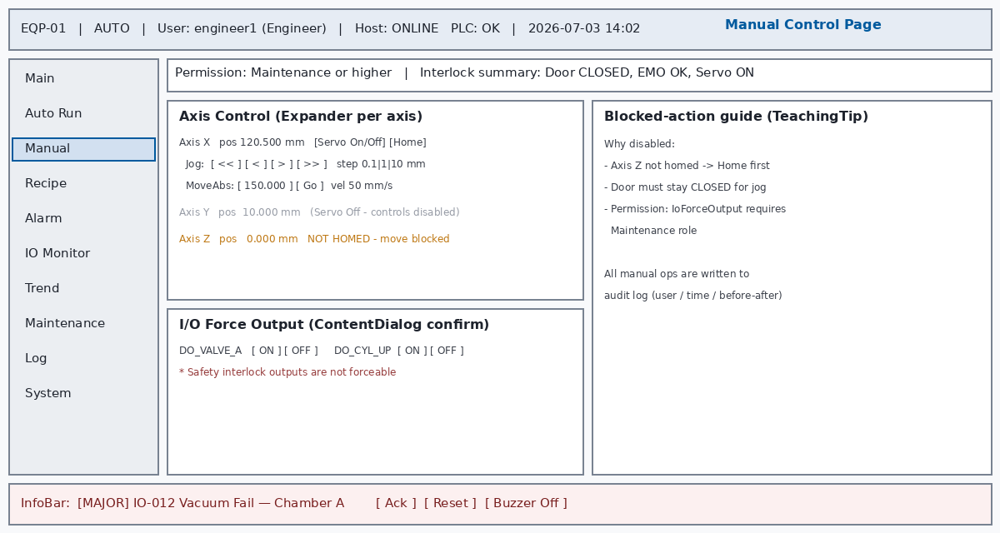 EQP-01 | AUTO | User: engineer1 (Engineer) | Host: ONLINE PLC: OK | 2026-07-03 14:02
Manual Control Page
Main
Auto Run
Manual
Recipe
Alarm
IO Monitor
Trend
Maintenance
Log
System
Permission: Maintenance or higher | Interlock summary: Door CLOSED, EMO OK, Servo ON
Axis Control (Expander per axis)
Axis X pos 120.500 mm [Servo On/Off] [Home]
Jog: [ << ] [ < ] [ > ] [ >> ] step 0.1|1|10 mm
MoveAbs: [ 150.000 ] [ Go ] vel 50 mm/s
Axis Y pos 10.000 mm (Servo Off - controls disabled)
Axis Z pos 0.000 mm NOT HOMED - move blocked
I/O Force Output (ContentDialog confirm)
DO_VALVE_A [ ON ] [ OFF ] DO_CYL_UP [ ON ] [ OFF ]
* Safety interlock outputs are not forceable
Blocked-action guide (TeachingTip)
Why disabled:
- Axis Z not homed -> Home first
- Door must stay CLOSED for jog
- Permission: IoForceOutput requires
Maintenance role
All manual ops are written to
audit log (user / time / before-after)
InfoBar: [MAJOR] IO-012 Vacuum Fail — Chamber A [ Ack ] [ Reset ] [ Buzzer Off ]